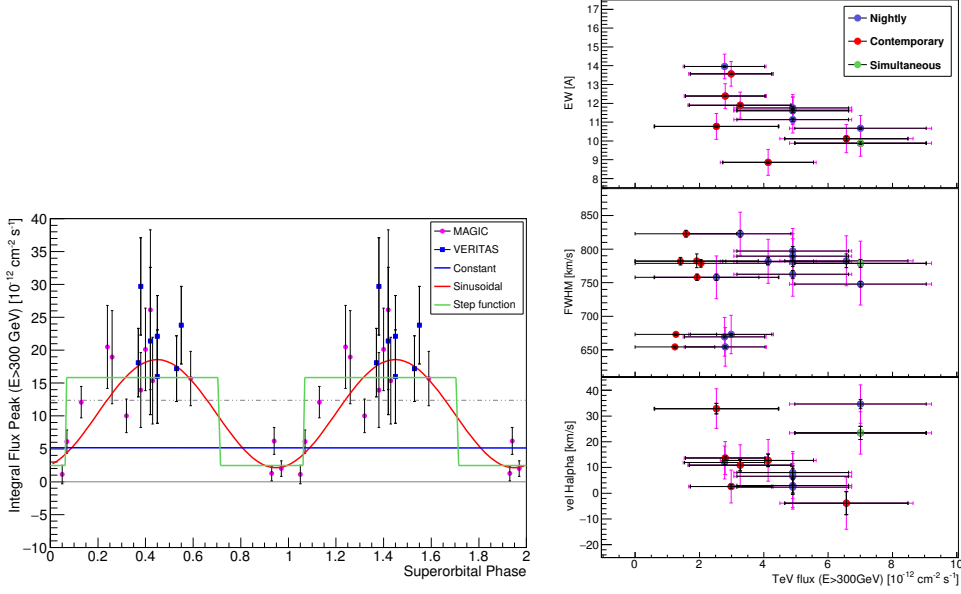 Integral Flux Peak (E>300 GeV) [10⁻¹² cm⁻² s⁻¹]
40
35
30
25
20
15
10
5
0
−5
−10
0 0.2 0.4 0.6 0.8 1 1.2 1.4 1.6 1.8 2
Superorbital Phase
MAGIC
VERITAS
Constant
Sinusoidal
Step function
EW [A]
17
16
15
14
13
12
11
10
9
8
Nightly
Contemporary
Simultaneous
FWHM [km/s]
850
800
750
700
650
vel Halpha [km/s]
40
30
20
10
0
−10
−20
0 2 4 6 8 10
TeV flux (E>300GeV) [10⁻¹² cm⁻² s⁻¹]